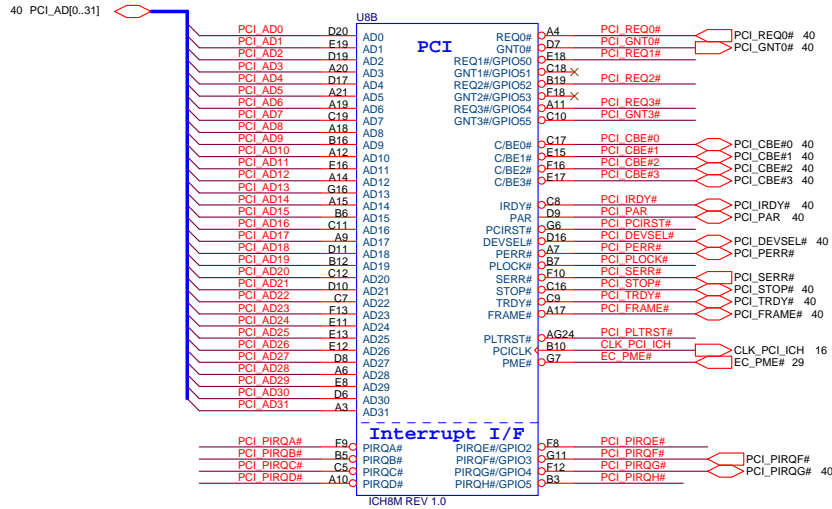 40 PCI_AD[0..31]
U8B
PCI
PCI_AD0 D20 AD0 REQ0# A4 PCI_REQ0# PCI_REQ0# 40
PCI_AD1 E19 AD1 GNT0# D7 PCI_GNT0# PCI_GNT0# 40
PCI_AD2 D19 AD2 REQ1#/GPIO50 E18 PCI_REQ1#
PCI_AD3 A20 AD3 GNT1#/GPIO51 C18
PCI_AD4 D17 AD4 REQ2#/GPIO52 B19 PCI_REQ2#
PCI_AD5 A21 AD5 GNT2#/GPIO53 F18
PCI_AD6 A19 AD6 REQ3#/GPIO54 A11 PCI_REQ3#
PCI_AD7 C19 AD7 GNT3#/GPIO55 C10 PCI_GNT3#
PCI_AD8 A18 AD8
PCI_AD9 B16 AD9 C/BE0# C17 PCI_CBE#0 PCI_CBE#0 40
PCI_AD10 A12 AD10 C/BE1# E15 PCI_CBE#1 PCI_CBE#1 40
PCI_AD11 E16 AD11 C/BE2# F16 PCI_CBE#2 PCI_CBE#2 40
PCI_AD12 A14 AD12 C/BE3# E17 PCI_CBE#3 PCI_CBE#3 40
PCI_AD13 G16 AD13
PCI_AD14 A15 AD14 IRDY# C8 PCI_IRDY# PCI_IRDY# 40
PCI_AD15 B6 AD15 PAR D9 PCI_PAR PCI_PAR 40
PCI_AD16 C11 AD16 PCIRST# G6 PCI_PCIRST#
PCI_AD17 A9 AD17 DEVSEL# D16 PCI_DEVSEL# PCI_DEVSEL# 40
PCI_AD18 D11 AD18 PERR# A7 PCI_PERR# PCI_PERR#
PCI_AD19 B12 AD19 PLOCK# B7 PCI_PLOCK#
PCI_AD20 C12 AD20 SERR# F10 PCI_SERR# PCI_SERR#
PCI_AD21 D10 AD21 STOP# C16 PCI_STOP# PCI_STOP# 40
PCI_AD22 C7 AD22 TRDY# C9 PCI_TRDY# PCI_TRDY# 40
PCI_AD23 F13 AD23 FRAME# A17 PCI_FRAME# PCI_FRAME# 40
PCI_AD24 E11 AD24
PCI_AD25 E13 AD25 PLTRST# AG24 PCI_PLTRST#
PCI_AD26 E12 AD26 PCICLK B10 CLK_PCI_ICH CLK_PCI_ICH 16
PCI_AD27 D8 AD27 PME# G7 EC_PME# EC_PME# 29
PCI_AD28 A6 AD28
PCI_AD29 E8 AD29
PCI_AD30 D6 AD30
PCI_AD31 A3 AD31
Interrupt I/F
PCI_PIRQA# F9 PIRQA# PIRQE#/GPIO2 F8 PCI_PIRQE#
PCI_PIRQB# B5 PIRQB# PIRQF#/GPIO3 G11 PCI_PIRQF# PCI_PIRQF#
PCI_PIRQC# C5 PIRQC# PIRQG#/GPIO4 F12 PCI_PIRQG# PCI_PIRQG# 40
PCI_PIRQD# A10 PIRQD# PIRQH#/GPIO5 B3 PCI_PIRQH#
ICH8M REV 1.0